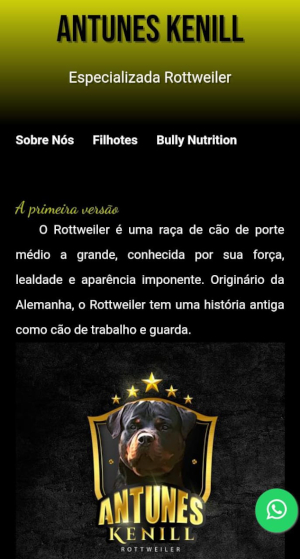 ANTUNES KENILL
Especializada Rottweiler
Sobre Nós Filhotes Bully Nutrition
A primeira versão
O Rottweiler é uma raça de cão de porte
médio a grande, conhecida por sua força,
lealdade e aparência imponente. Originário da
Alemanha, o Rottweiler tem uma história antiga
como cão de trabalho e guarda.
ANTUNES
KENILL
ROTTWEILER